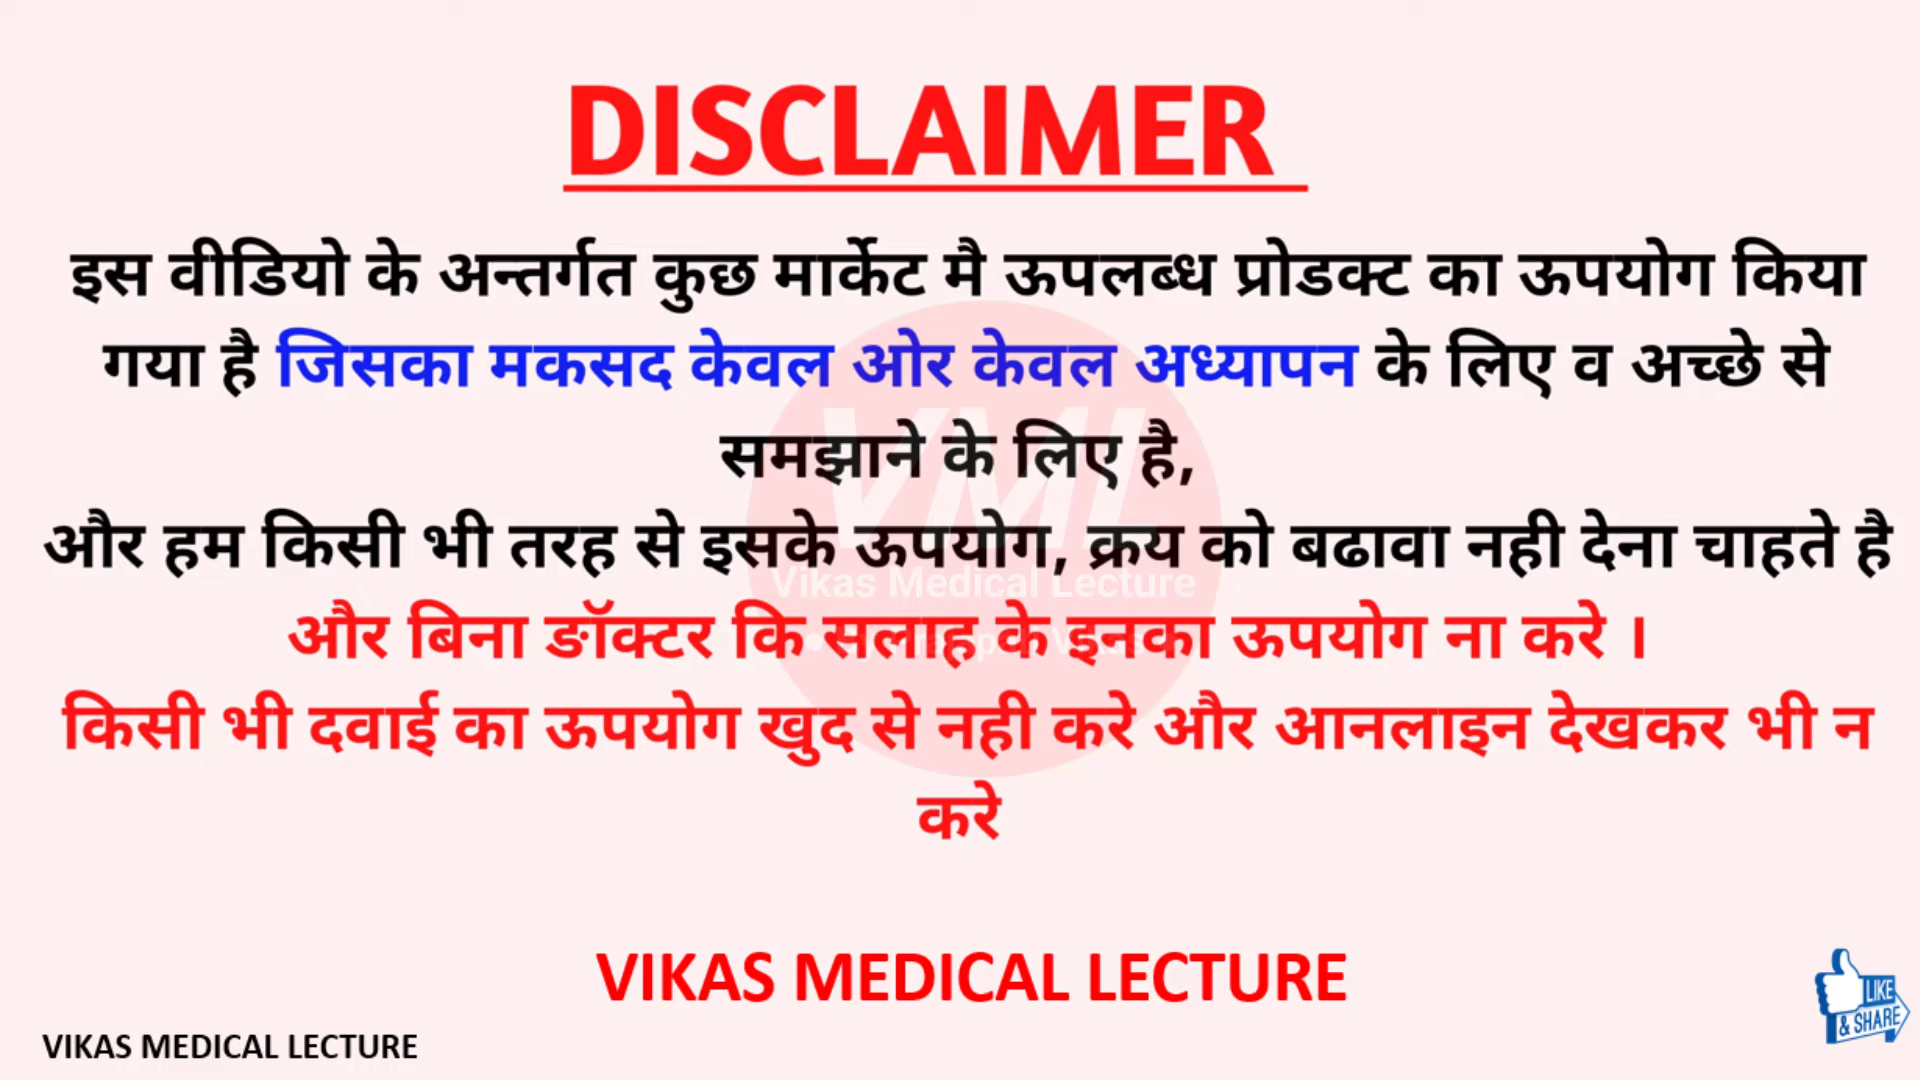 DISCLAIMER
इस वीडियो के अन्तर्गत कुछ मार्केट मै ऊपलब्ध प्रोडक्ट का ऊपयोग किया
गया है जिसका मकसद केवल ओर केवल अध्यापन के लिए व अच्छे से
समझाने के लिए है,
और हम किसी भी तरह से इसके ऊपयोग, क्रय को बढावा नही देना चाहते है
और बिना डॉक्टर कि सलाह के इनका ऊपयोग ना करे ।
किसी भी दवाई का ऊपयोग खुद से नही करे और आनलाइन देखकर भी न
करे
VML
Vikas Medical Lecture
VIKAS MEDICAL LECTURE
LIKE
& SHARE
VIKAS MEDICAL LECTURE